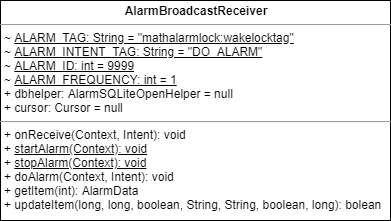 AlarmBroadcastReceiver
~ ALARM_TAG: String = "mathalarmlock:wakelocktag"
~ ALARM_INTENT_TAG: String = "DO_ALARM"
~ ALARM_ID: int = 9999
~ ALARM_FREQUENCY: int = 1
+ dbhelper: AlarmSQLiteOpenHelper = null
+ cursor: Cursor = null
+ onReceive(Context, Intent): void
+ startAlarm(Context): void
+ stopAlarm(Context): void
+ doAlarm(Context, Intent): void
+ getItem(int): AlarmData
+ updateItem(long, long, boolean, String, String, boolean, long): bolean